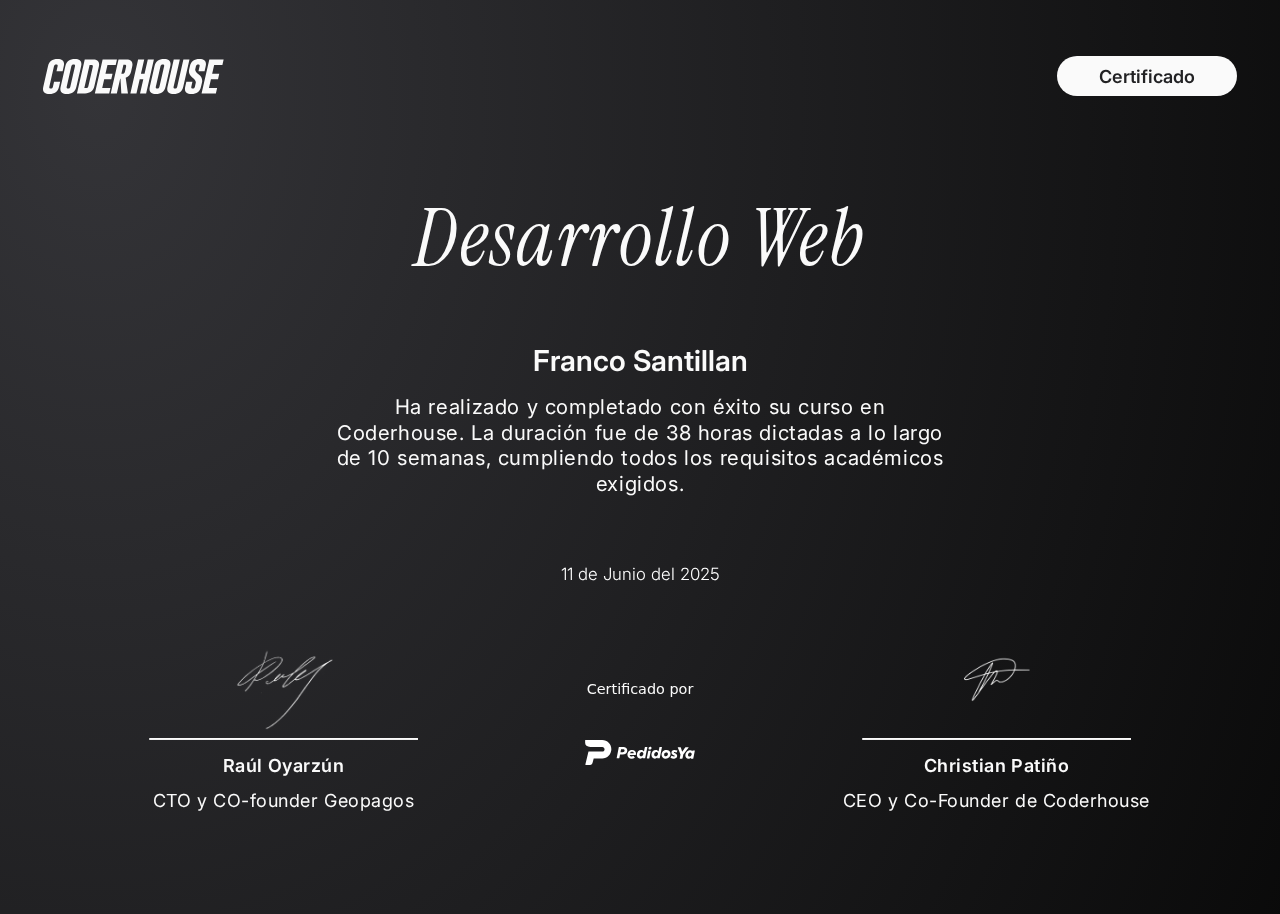 CODERHOUSE
Certificado
Desarrollo Web
Franco Santillan
Ha realizado y completado con éxito su curso en
Coderhouse. La duración fue de 38 horas dictadas a lo largo
de 10 semanas, cumpliendo todos los requisitos académicos
exigidos.
11 de Junio del 2025
Certificado por
PedidosYa
Raúl Oyarzún
CTO y CO-founder Geopagos
Christian Patiño
CEO y Co-Founder de Coderhouse